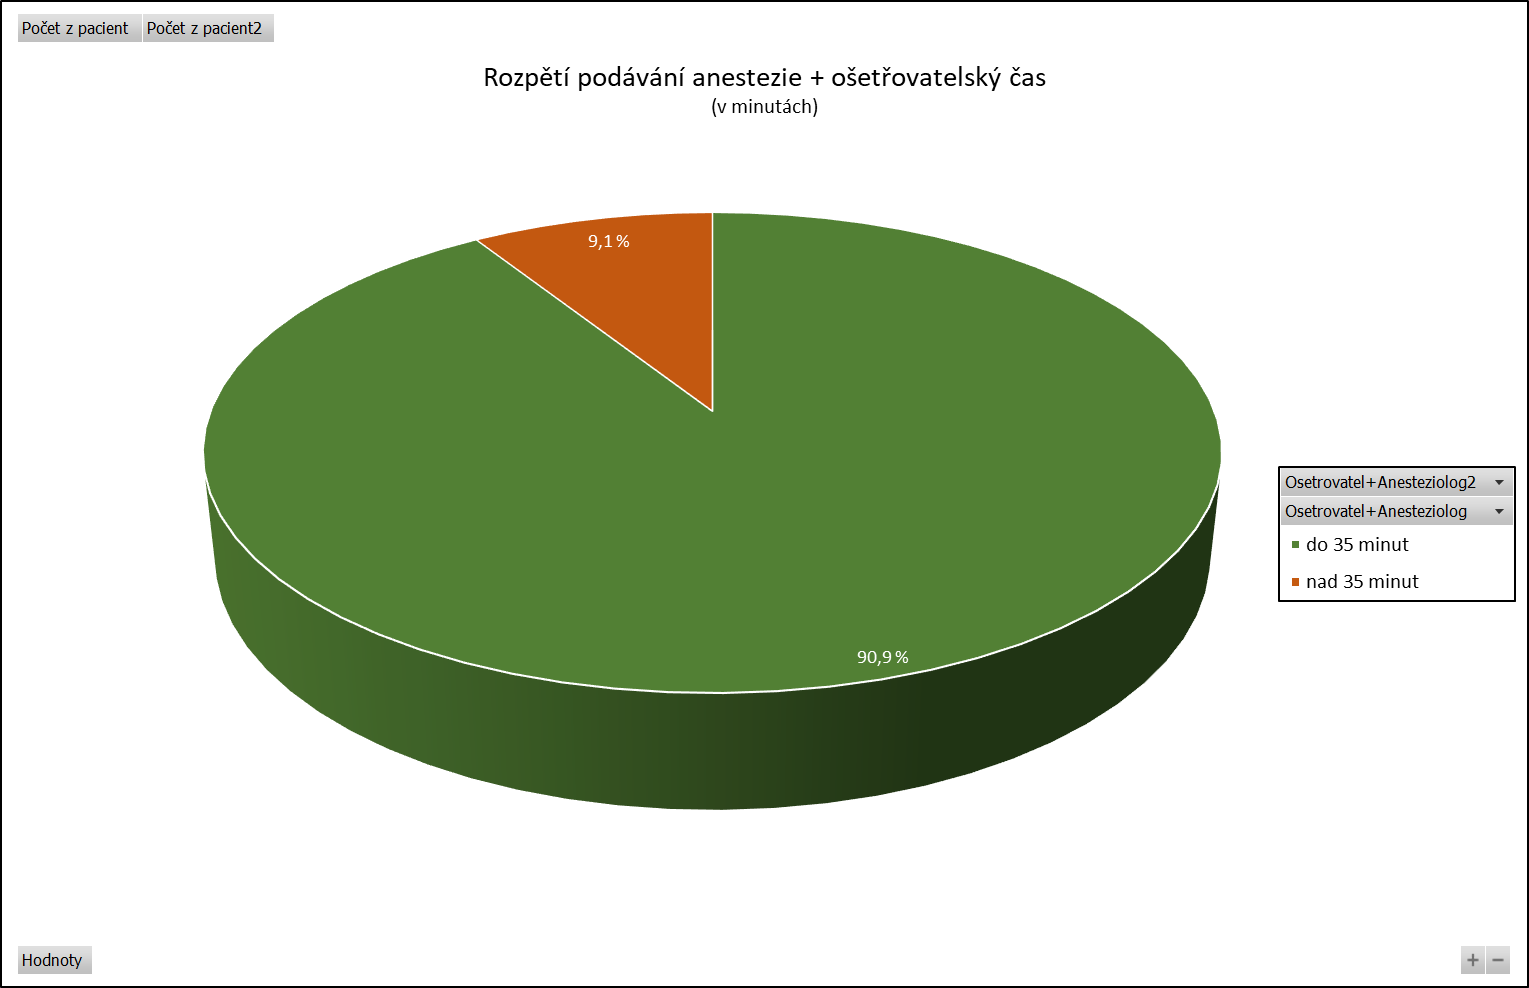 Počet z pacient
Počet z pacient2
Rozpětí podávání anestezie + ošetřovatelský čas
(v minutách)
9,1 %
90,9 %
Osetrovatel+Anesteziolog2
Osetrovatel+Anesteziolog
do 35 minut
nad 35 minut
Hodnoty
+ −